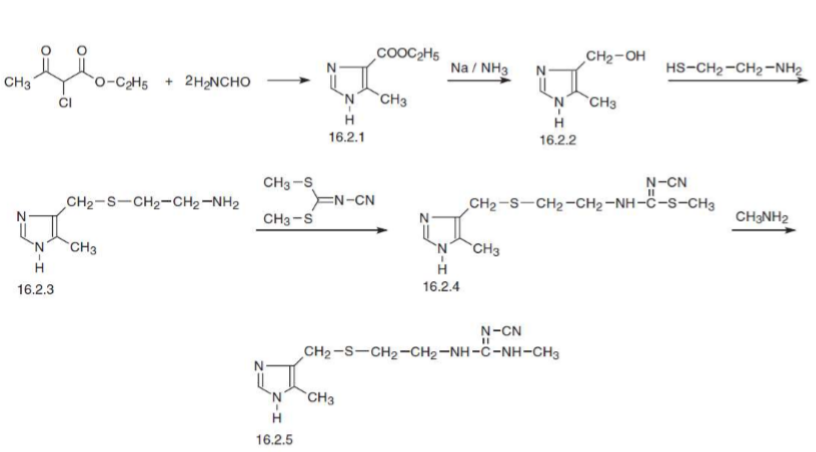 O O
CH3 O-C2H5 + 2H2NCHO
Cl
N COOC2H5
N CH3
H
16.2.1
Na / NH3
N CH2-OH
N CH3
H
16.2.2
HS-CH2-CH2-NH2
N CH2-S-CH2-CH2-NH2
N CH3
H
16.2.3
CH3-S
N-CN
CH3-S
N-CN
N CH2-S-CH2-CH2-NH-C-S-CH3
N CH3
H
16.2.4
CH3NH2
N-CN
N CH2-S-CH2-CH2-NH-C-NH-CH3
N CH3
H
16.2.5